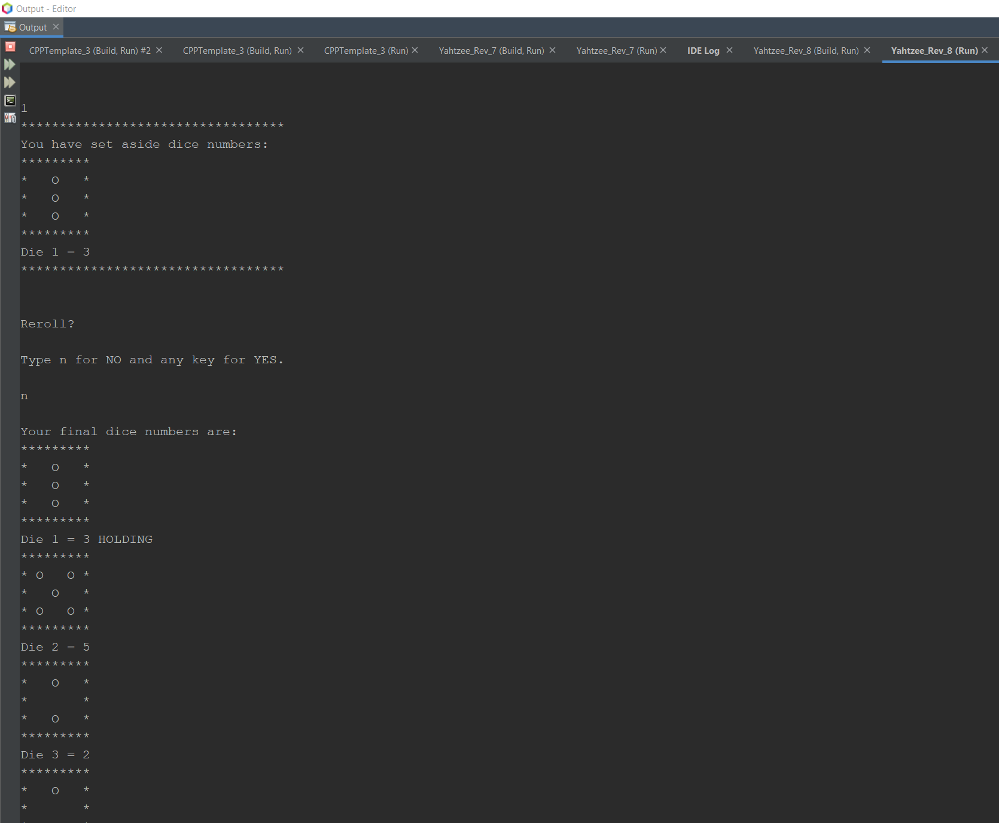 Output - Editor
Output
CPPTemplate_3 (Build, Run) #2 CPPTemplate_3 (Build, Run) CPPTemplate_3 (Run) Yahtzee_Rev_7 (Build, Run) Yahtzee_Rev_7 (Run) IDE Log Yahtzee_Rev_8 (Build, Run) Yahtzee_Rev_8 (Run)
1
**********************************
You have set aside dice numbers:
*********
*   O   *
*   O   *
*   O   *
*********
Die 1 = 3
**********************************
Reroll?
Type n for NO and any key for YES.
n
Your final dice numbers are:
*********
*   O   *
*   O   *
*   O   *
*********
Die 1 = 3 HOLDING
*********
* O   O *
*   O   *
* O   O *
*********
Die 2 = 5
*********
*   O   *
*       *
*   O   *
*********
Die 3 = 2
*********
*   O   *
*       *